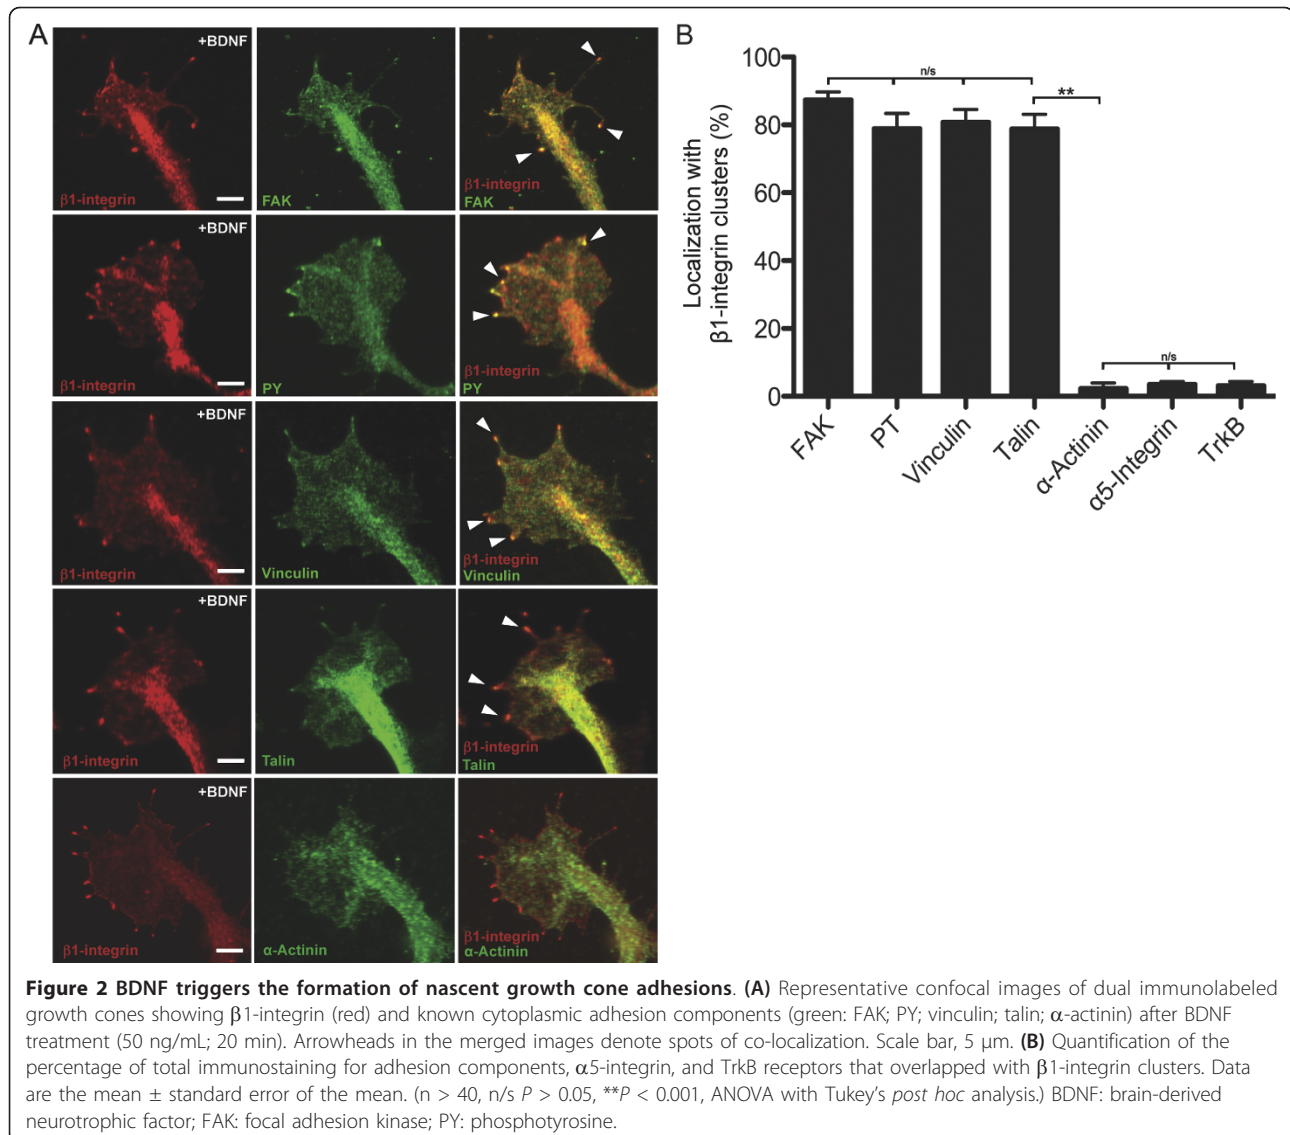 A
+BDNF
β1-integrin
FAK
β1-integrin
FAK
+BDNF
β1-integrin
PY
β1-integrin
PY
+BDNF
β1-integrin
Vinculin
β1-integrin
Vinculin
+BDNF
β1-integrin
Talin
β1-integrin
Talin
+BDNF
β1-integrin
α-Actinin
β1-integrin
α-Actinin
B
Localization with
β1-integrin clusters (%)
100
80
60
40
20
0
n/s
**
n/s
FAK
PT
Vinculin
Talin
α-Actinin
α5-Integrin
TrkB
Figure 2 BDNF triggers the formation of nascent growth cone adhesions. (A) Representative confocal images of dual immunolabeled
growth cones showing β1-integrin (red) and known cytoplasmic adhesion components (green: FAK; PY; vinculin; talin; α-actinin) after BDNF
treatment (50 ng/mL; 20 min). Arrowheads in the merged images denote spots of co-localization. Scale bar, 5 μm. (B) Quantification of the
percentage of total immunostaining for adhesion components, α5-integrin, and TrkB receptors that overlapped with β1-integrin clusters. Data
are the mean ± standard error of the mean. (n > 40, n/s P > 0.05, **P < 0.001, ANOVA with Tukey's post hoc analysis.) BDNF: brain-derived
neurotrophic factor; FAK: focal adhesion kinase; PY: phosphotyrosine.